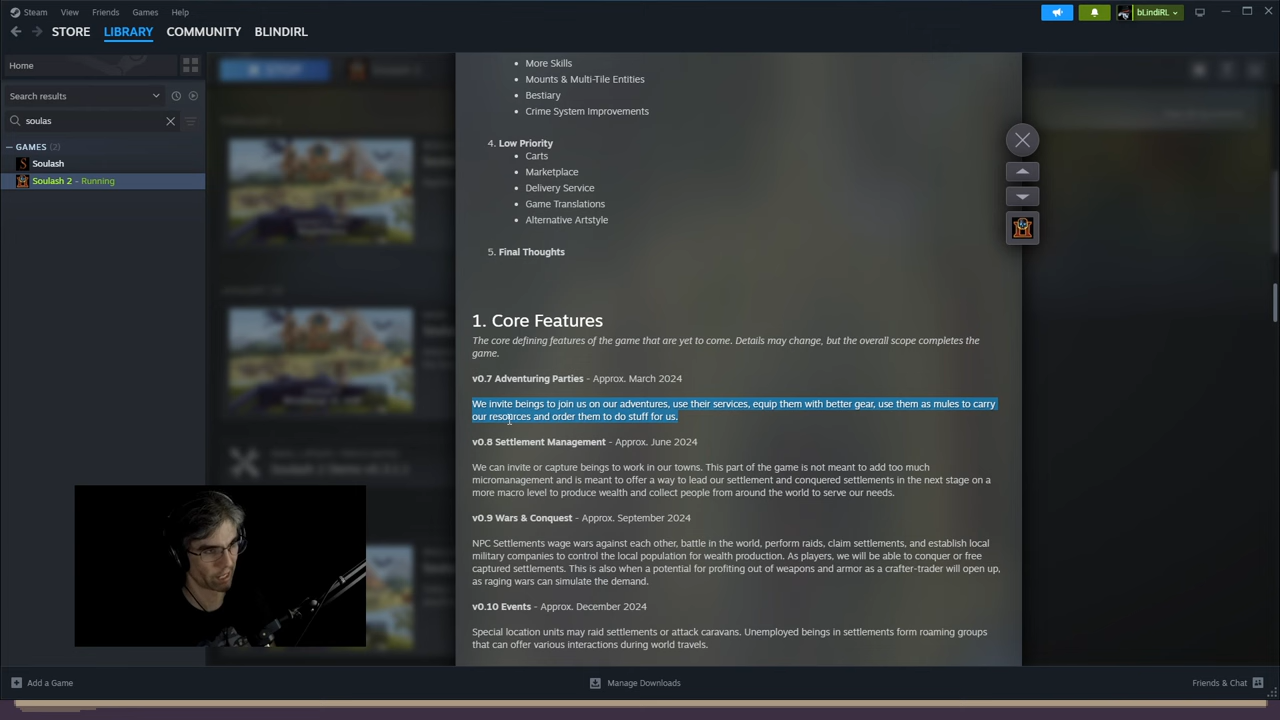 Steam View Friends Games Help
bLindiRL
STORE LIBRARY COMMUNITY BLINDIRL
Home
Search results
soulas
GAMES (2)
Soulash
Soulash 2 - Running
More Skills
Mounts & Multi-Tile Entities
Bestiary
Crime System Improvements
4. Low Priority
Carts
Marketplace
Delivery Service
Game Translations
Alternative Artstyle
5. Final Thoughts
1. Core Features
The core defining features of the game that are yet to come. Details may change, but the overall scope completes the
game.
v0.7 Adventuring Parties - Approx. March 2024
We invite beings to join us on our adventures, use their services, equip them with better gear, use them as mules to carry
our resources and order them to do stuff for us.
v0.8 Settlement Management - Approx. June 2024
We can invite or capture beings to work in our towns. This part of the game is not meant to add too much
micromanagement and is meant to offer a way to lead our settlement and conquered settlements in the next stage on a
more macro level to produce wealth and collect people from around the world to serve our needs.
v0.9 Wars & Conquest - Approx. September 2024
NPC Settlements wage wars against each other, battle in the world, perform raids, claim settlements, and establish local
military companies to control the local population for wealth production. As players, we will be able to conquer or free
captured settlements. This is also when a potential for profiting out of weapons and armor as a crafter-trader will open up,
as raging wars can simulate the demand.
v0.10 Events - Approx. December 2024
Special location units may raid settlements or attack caravans. Unemployed beings in settlements form roaming groups
that can offer various interactions during world travels.
Add a Game
Manage Downloads
Friends & Chat